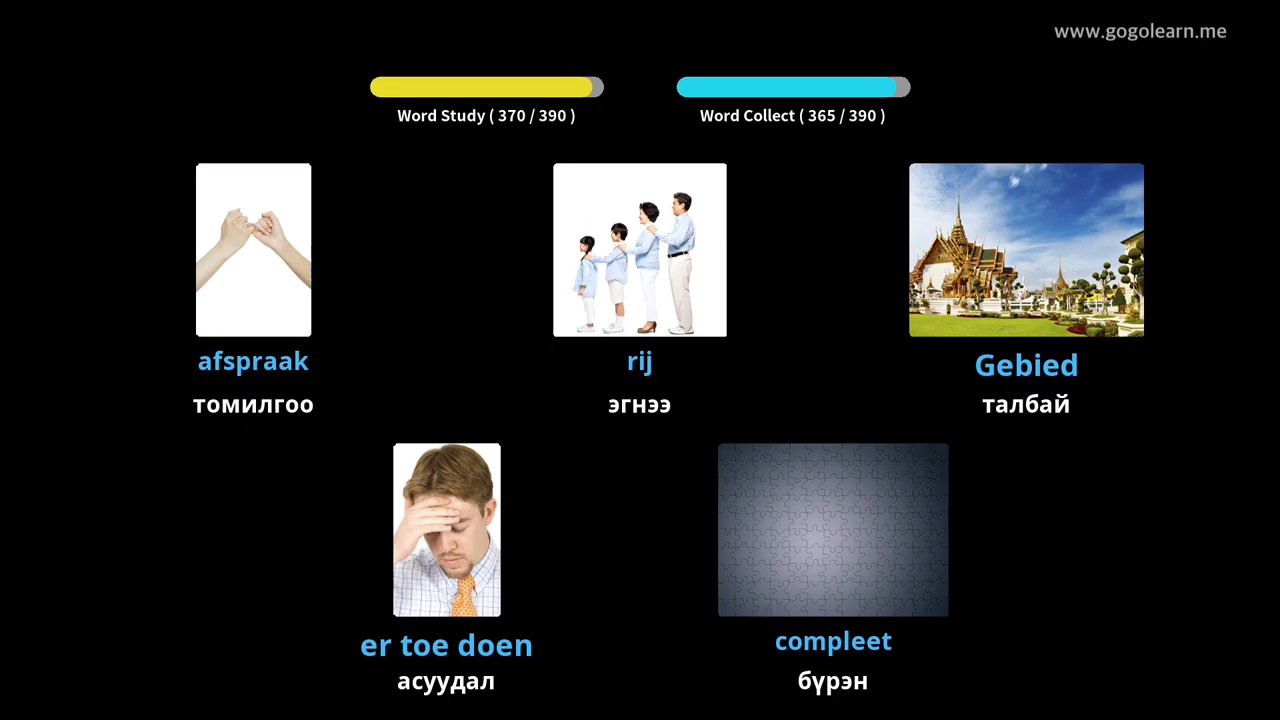 www.gogolearn.me
Word Study ( 370 / 390 )
Word Collect ( 365 / 390 )
afspraak
томилгоо
rij
эгнээ
Gebied
талбай
er toe doen
асуудал
compleet
бүрэн